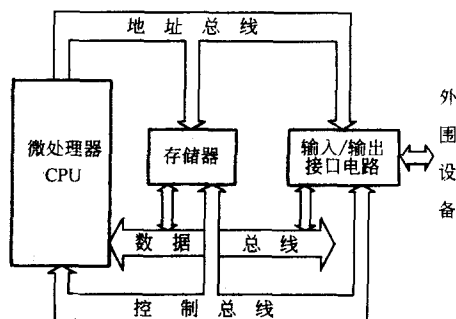 地址总线
微处理器
CPU
存储器
输入/输出
接口电路
外围设备
数据总线
控制总线